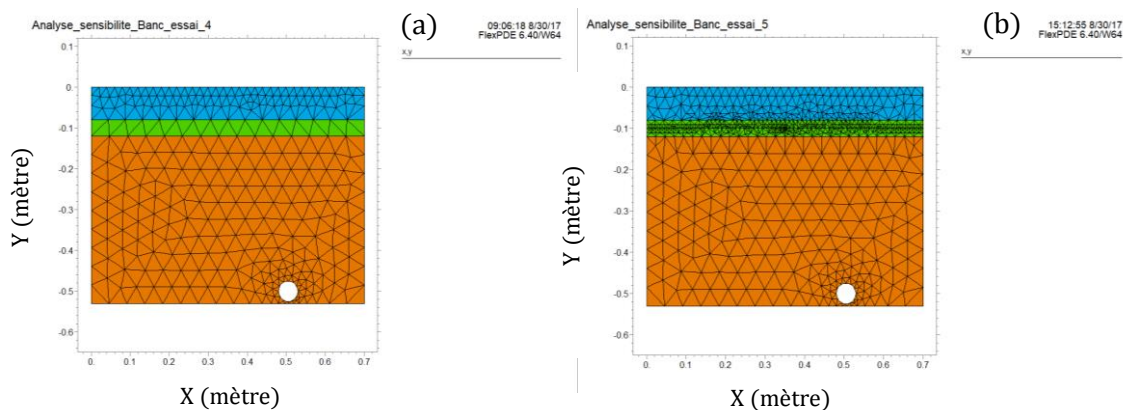 Analyse_sensibilite_Banc_essai_4
(a)
09:06:18 8/30/17
FlexPDE 6.40/W64
x,y
0.1
0.
-0.1
-0.2
-0.3
-0.4
-0.5
-0.6
Y (mètre)
0. 0.1 0.2 0.3 0.4 0.5 0.6 0.7
X (mètre)
Analyse_sensibilite_Banc_essai_5
(b)
15:12:55 8/30/17
FlexPDE 6.40/W64
x,y
0.1
0.
-0.1
-0.2
-0.3
-0.4
-0.5
-0.6
Y (mètre)
0. 0.1 0.2 0.3 0.4 0.5 0.6 0.7
X (mètre)